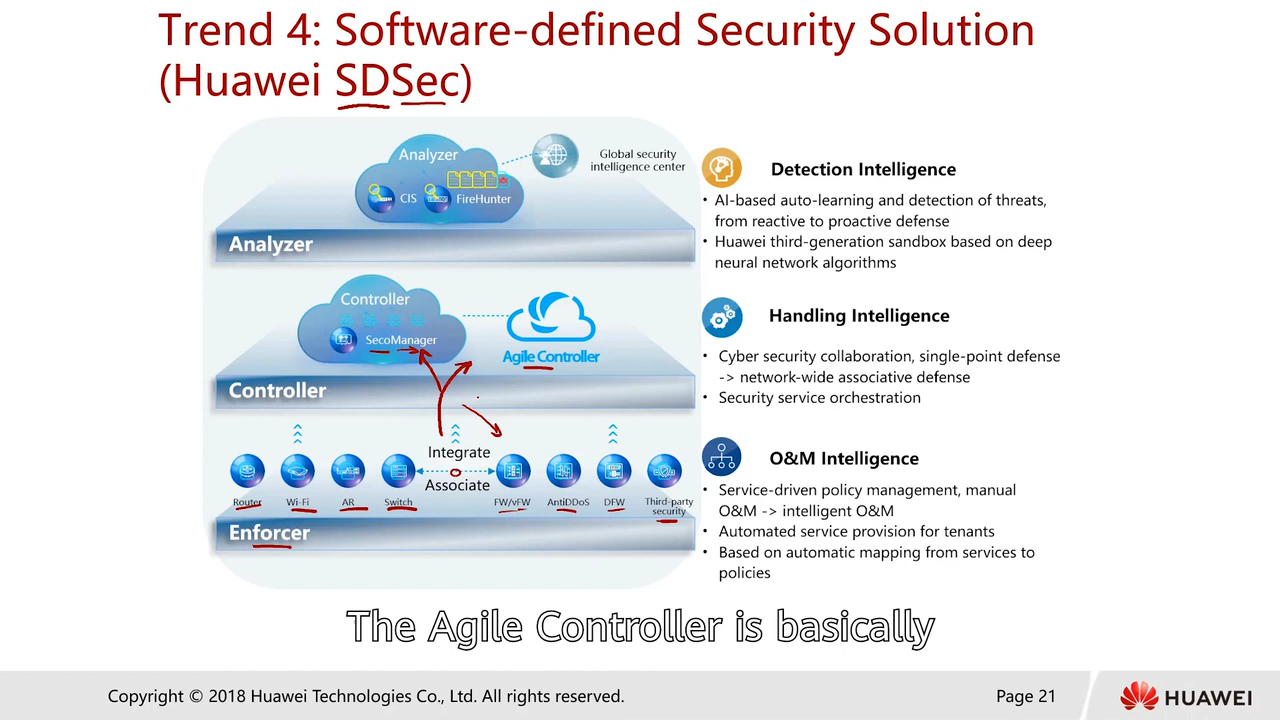 Trend 4: Software-defined Security Solution
(Huawei SDSec)
Analyzer
Global security
intelligence center
CIS
FireHunter
Analyzer
Controller
SecoManager
Agile Controller
Controller
Integrate
Associate
Router
Wi-Fi
AR
Switch
FW/vFW
AntiDDoS
DFW
Third-party
security
Enforcer
Detection Intelligence
• AI-based auto-learning and detection of threats,
from reactive to proactive defense
• Huawei third-generation sandbox based on deep
neural network algorithms
Handling Intelligence
• Cyber security collaboration, single-point defense
-> network-wide associative defense
• Security service orchestration
O&M Intelligence
• Service-driven policy management, manual
O&M -> intelligent O&M
• Automated service provision for tenants
• Based on automatic mapping from services to
policies
The Agile Controller is basically
Copyright © 2018 Huawei Technologies Co., Ltd. All rights reserved.
Page 21
HUAWEI